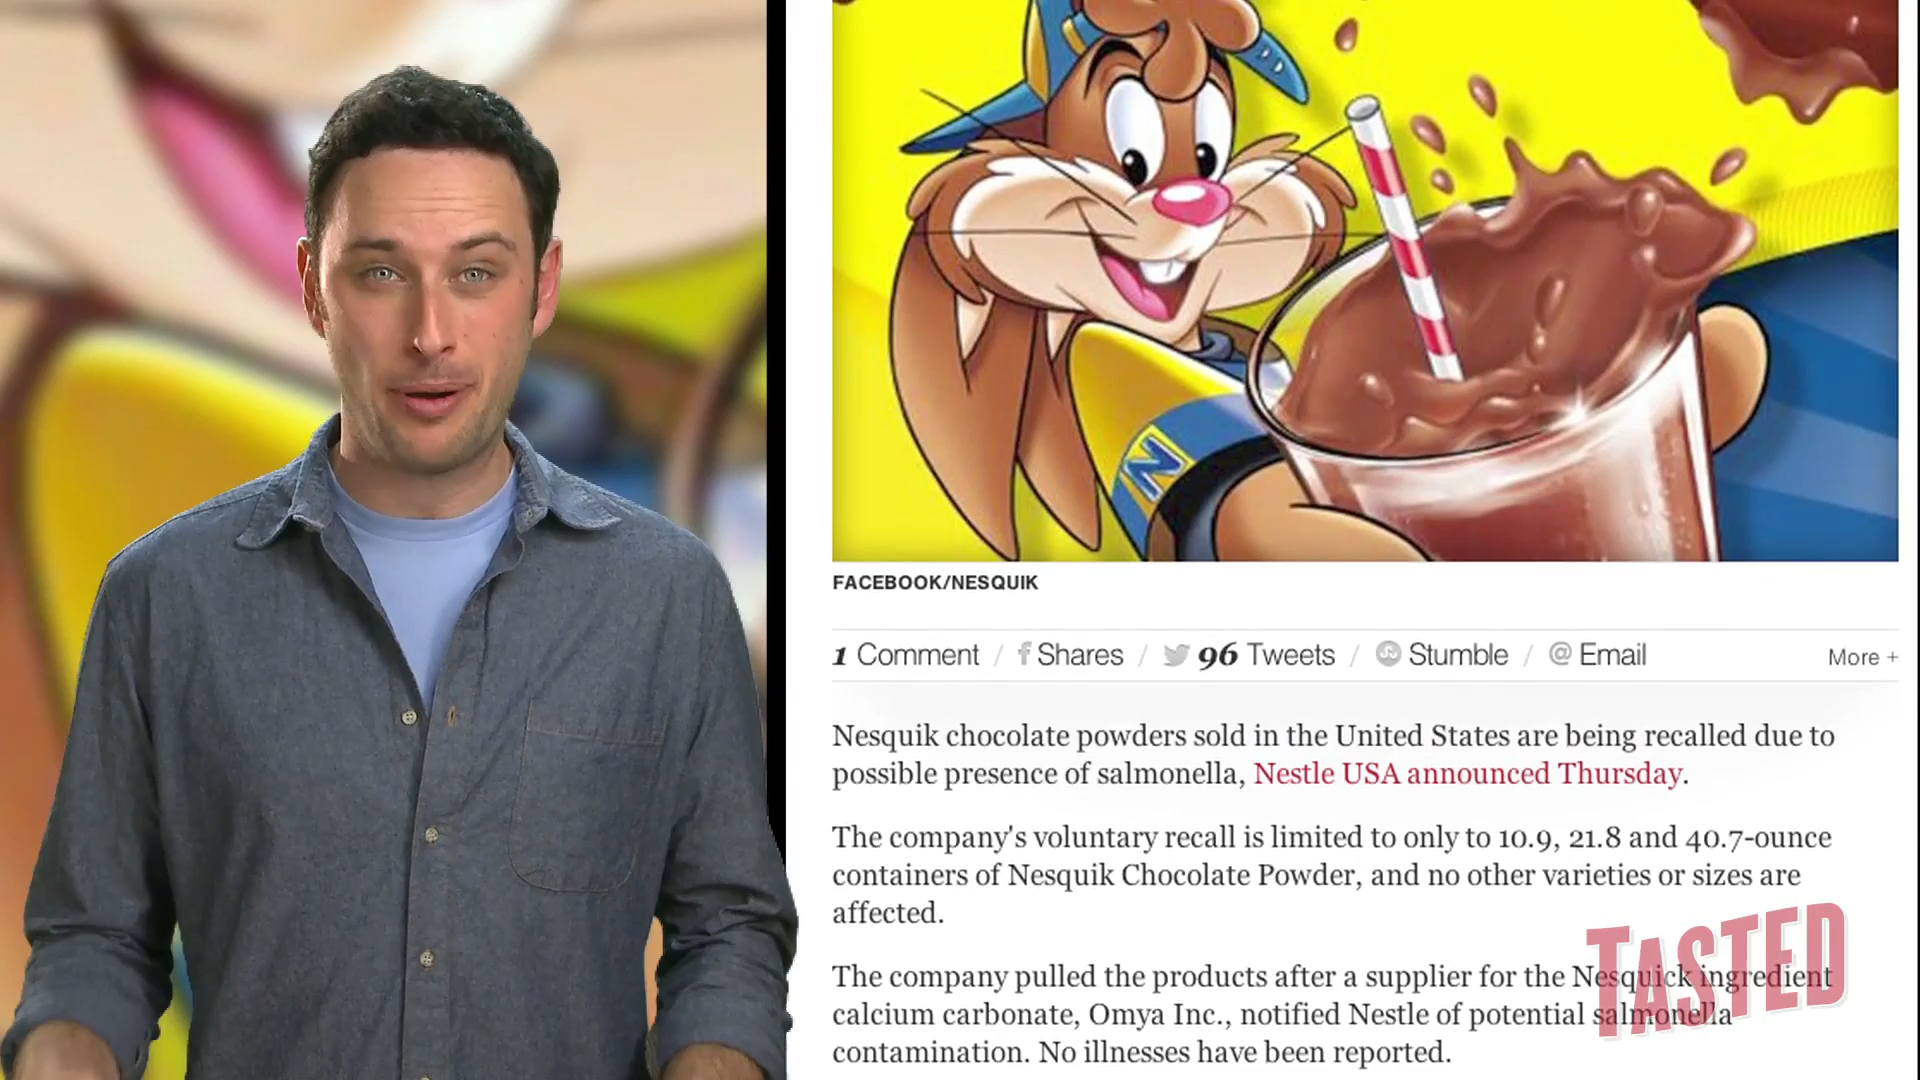 N
FACEBOOK/NESQUIK
1 Comment / Shares / 96 Tweets / Stumble / @ Email More +
Nesquik chocolate powders sold in the United States are being recalled due to
possible presence of salmonella, Nestle USA announced Thursday.
The company's voluntary recall is limited to only to 10.9, 21.8 and 40.7-ounce
containers of Nesquik Chocolate Powder, and no other varieties or sizes are
affected.
The company pulled the products after a supplier for the Nesquick ingredient
calcium carbonate, Omya Inc., notified Nestle of potential salmonella
contamination. No illnesses have been reported.
TASTED